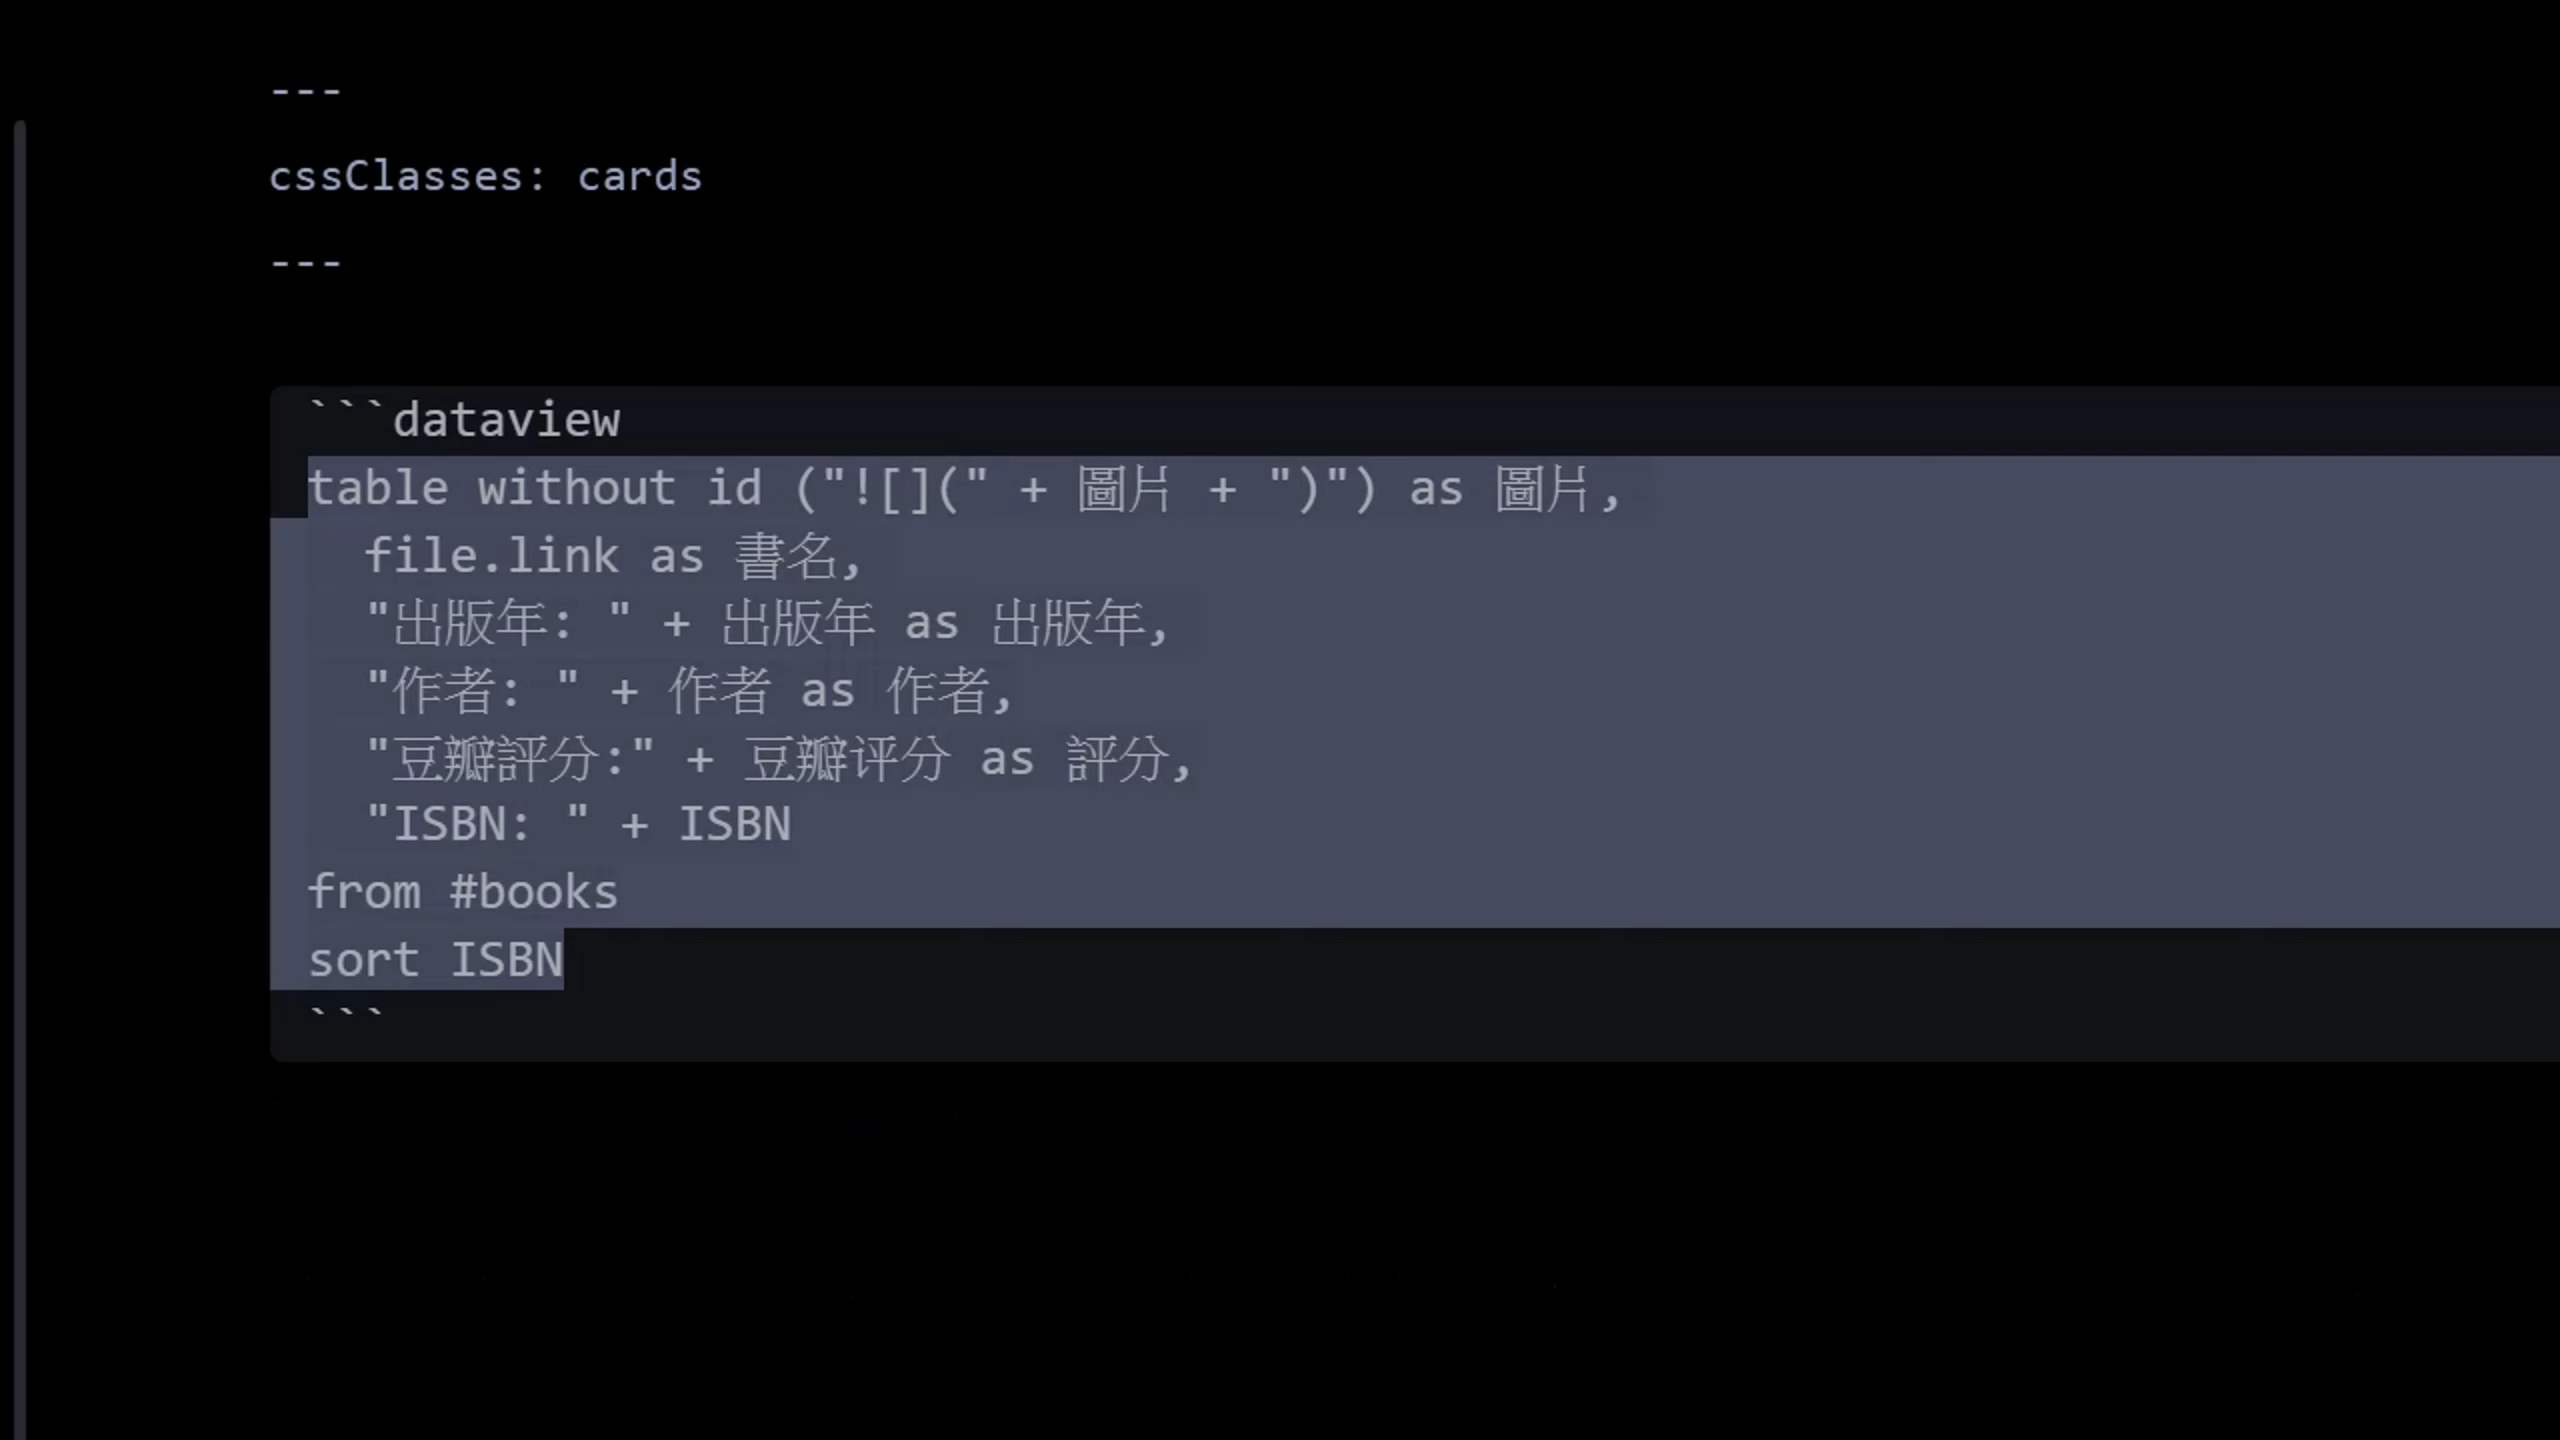 ---
cssClasses: cards
---
```dataview
table without id ("![](" + 圖片 + ")") as 圖片,
file.link as 書名,
"出版年: " + 出版年 as 出版年,
"作者: " + 作者 as 作者,
"豆瓣評分:" + 豆瓣评分 as 評分,
"ISBN: " + ISBN
from #books
sort ISBN
```